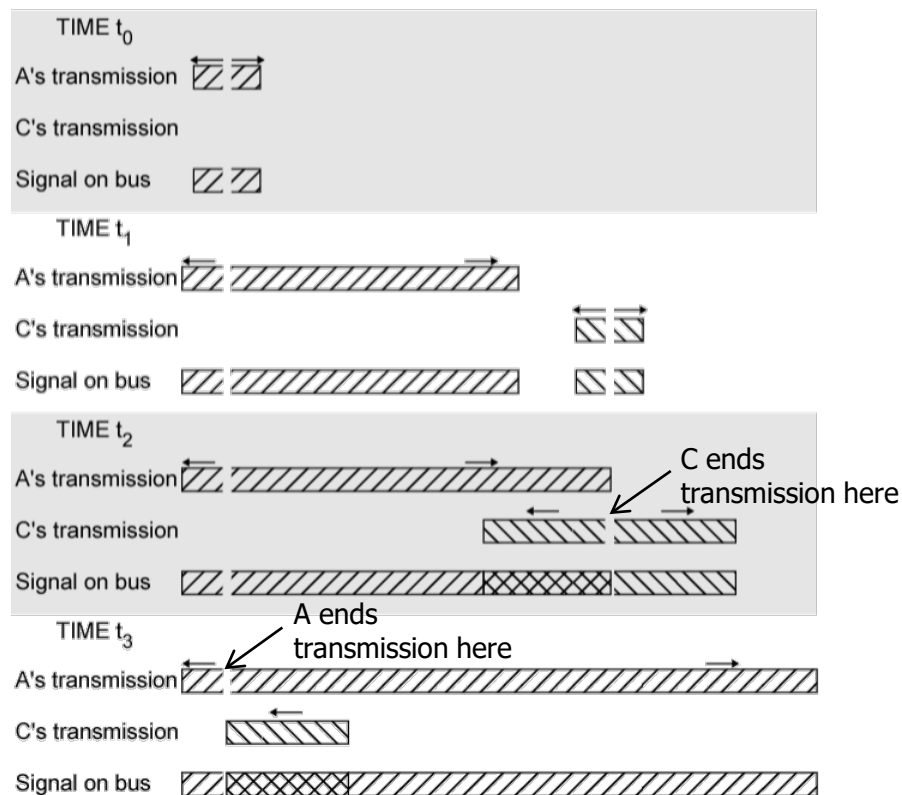 TIME t0
A's transmission
C's transmission
Signal on bus
TIME t1
A's transmission
C's transmission
Signal on bus
TIME t2
A's transmission
C ends
transmission here
C's transmission
Signal on bus
TIME t3
A ends
transmission here
A's transmission
C's transmission
Signal on bus